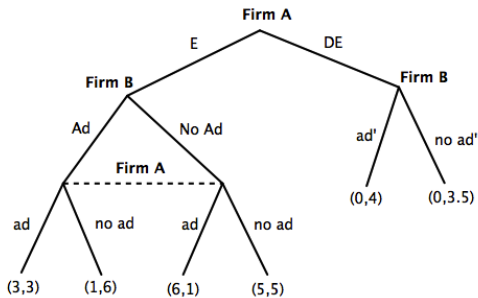 Firm A
E
DE
Firm B
Firm B
Ad
No Ad
ad'
no ad'
Firm A
(0,4)
(0,3.5)
ad
no ad
ad
no ad
(3,3)
(1,6)
(6,1)
(5,5)